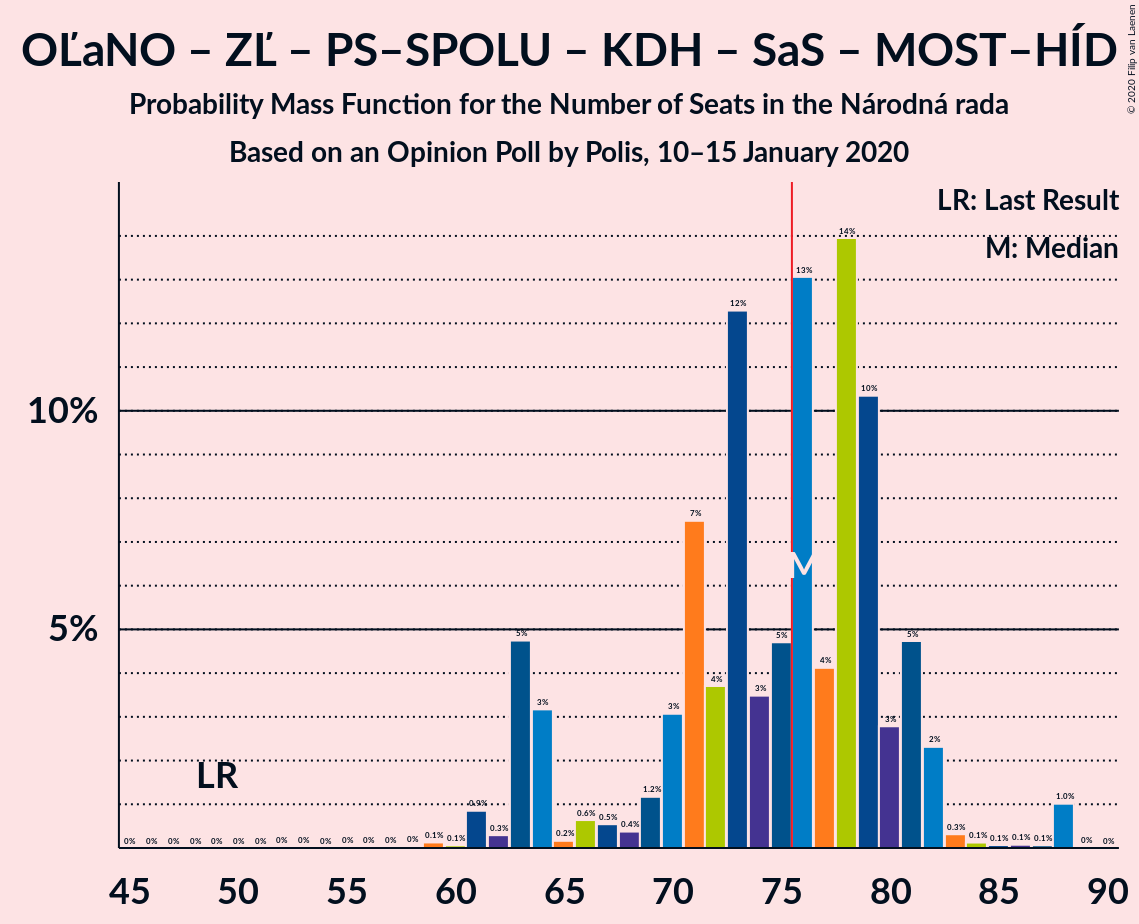 OĽaNO – ZĽ – PS–SPOLU – KDH – SaS – MOST–HÍD
Probability Mass Function for the Number of Seats in the Národná rada
Based on an Opinion Poll by Polis, 10–15 January 2020
© 2020 Filip van Laenen
LR: Last Result
M: Median
10%
5%
LR
M
0% 0% 0% 0% 0% 0% 0% 0% 0% 0% 0% 0% 0% 0% 0.1% 0.1% 0.9% 0.3% 5% 3% 0.2% 0.6% 0.5% 0.4% 1.2% 3% 7% 4% 12% 3% 5% 13% 4% 14% 10% 3% 5% 2% 0.3% 0.1% 0.1% 0.1% 0.1% 1.0% 0% 0%
45 50 55 60 65 70 75 80 85 90